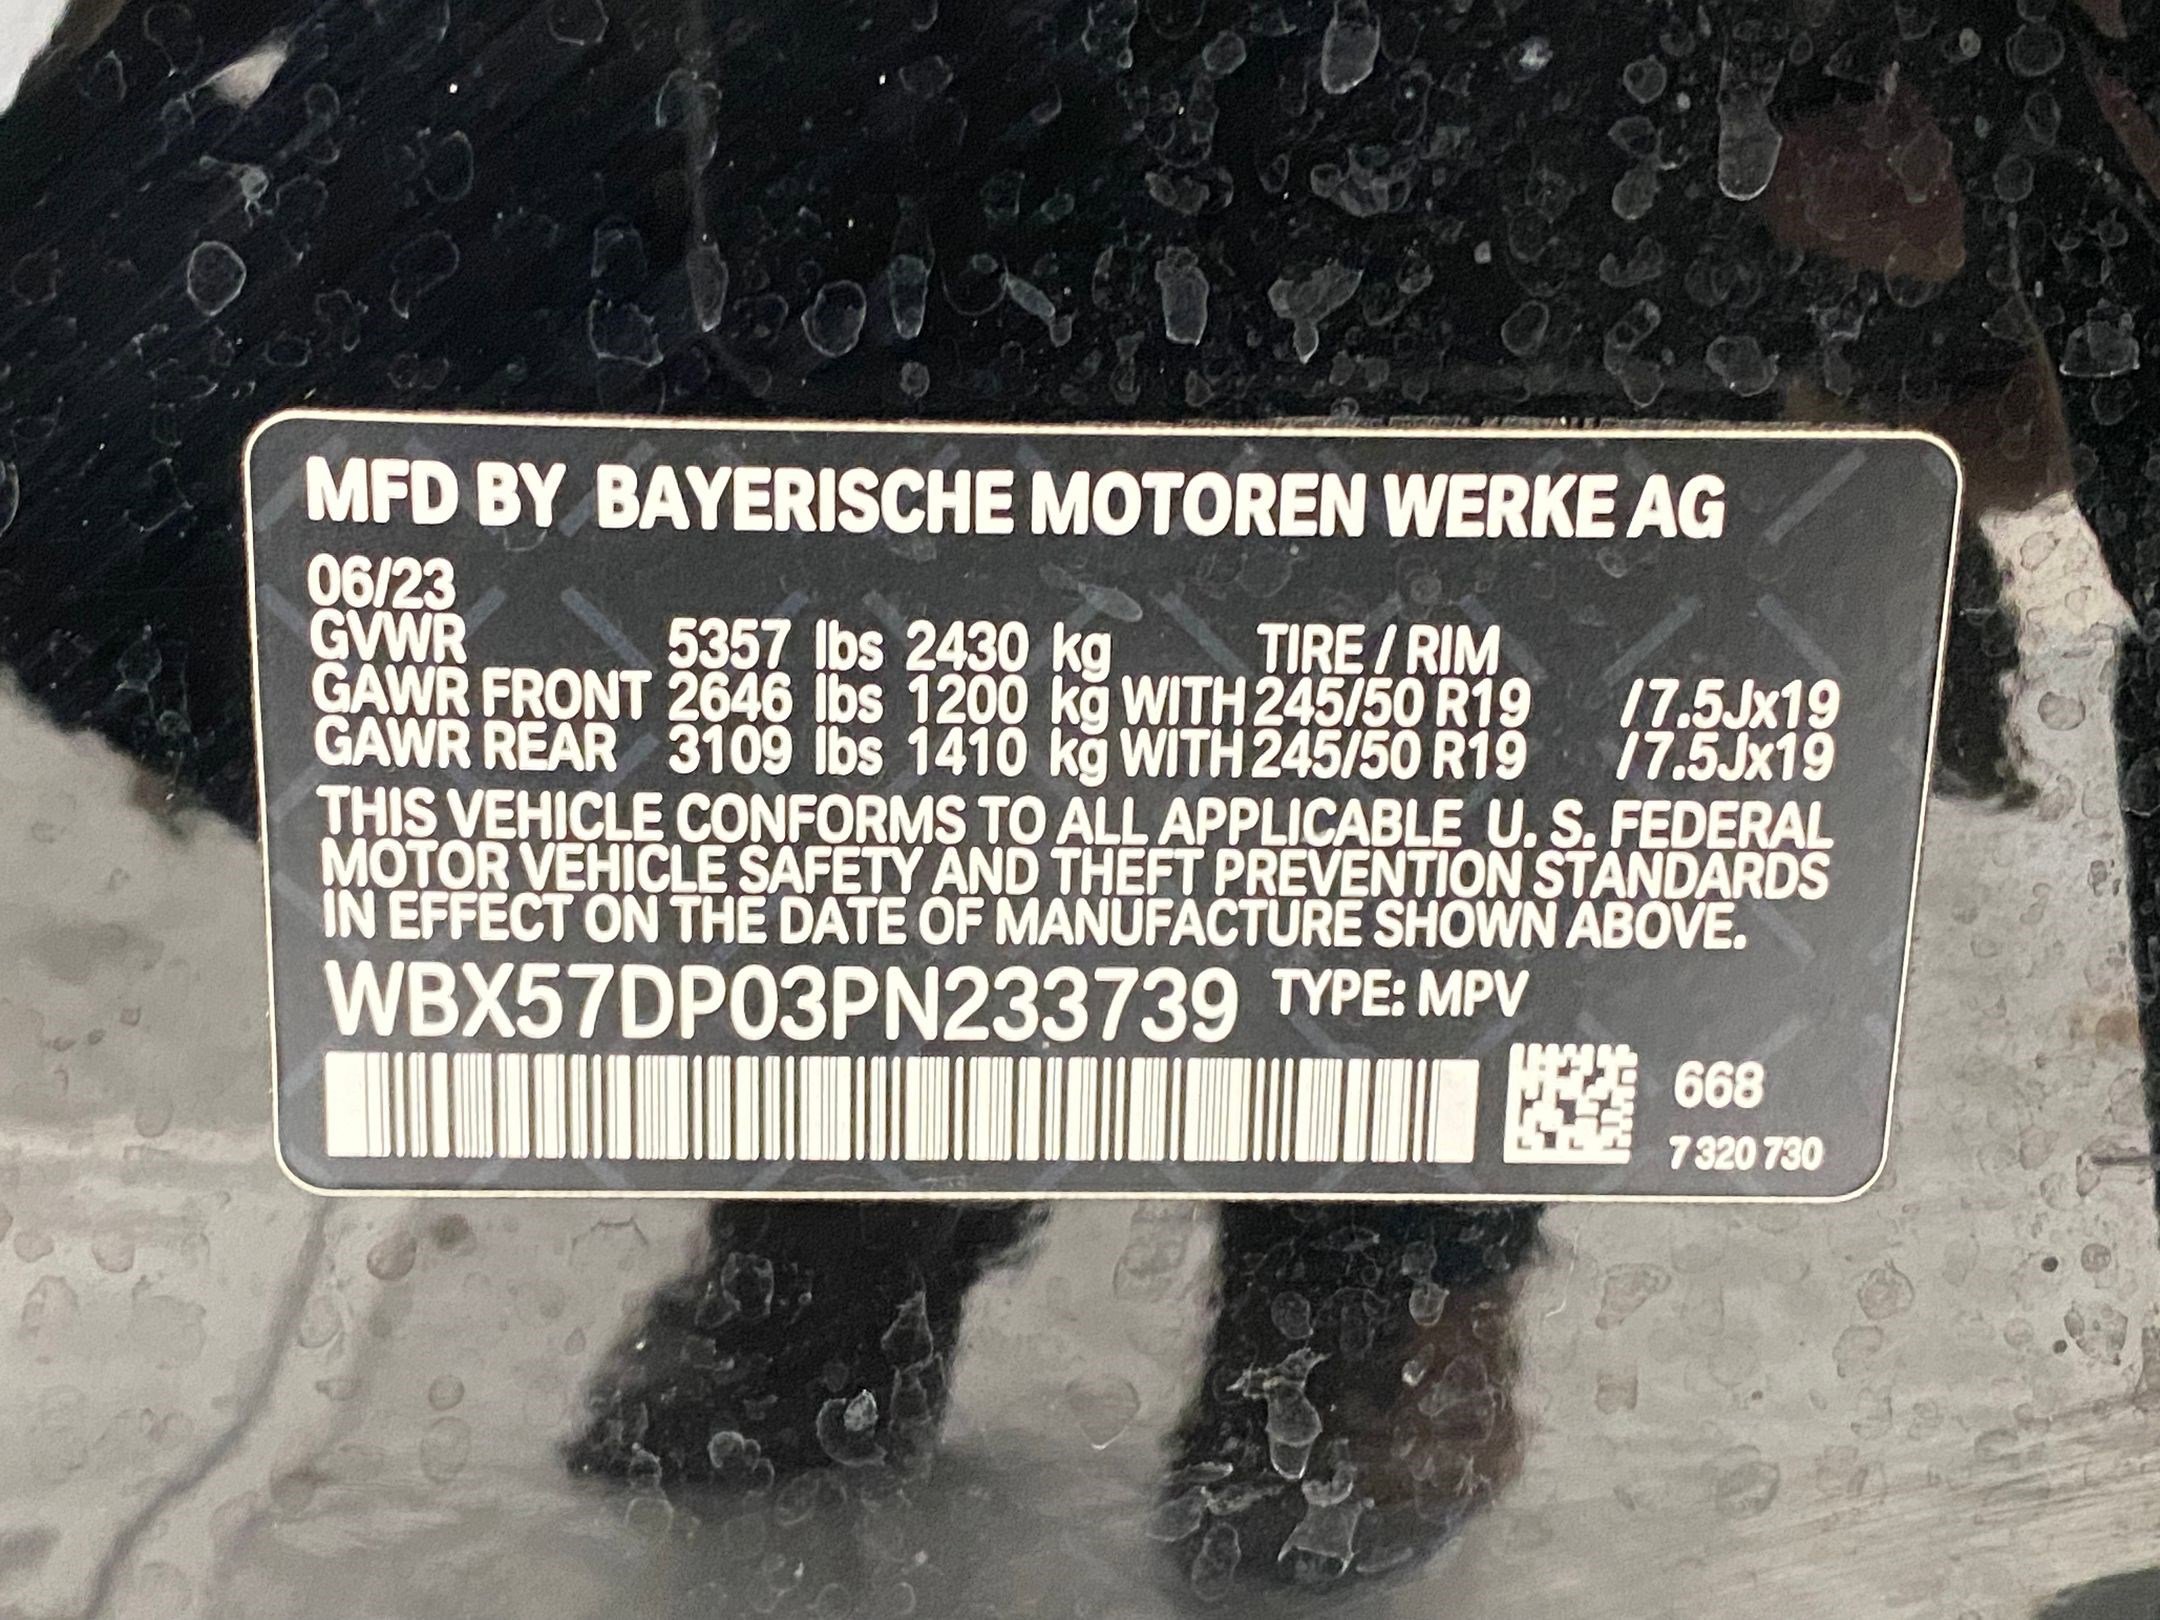 MFD BY BAYERISCHE MOTOREN WERKE AG
06/23
GVWR 5357 lbs 2430 kg TIRE / RIM
GAWR FRONT 2646 lbs 1200 kg WITH 245/50 R19 /7.5Jx19
GAWR REAR 3109 lbs 1410 kg WITH 245/50 R19 /7.5Jx19
THIS VEHICLE CONFORMS TO ALL APPLICABLE U. S. FEDERAL
MOTOR VEHICLE SAFETY AND THEFT PREVENTION STANDARDS
IN EFFECT ON THE DATE OF MANUFACTURE SHOWN ABOVE.
WBX57DP03PN233739 TYPE: MPV
668
7 320 730